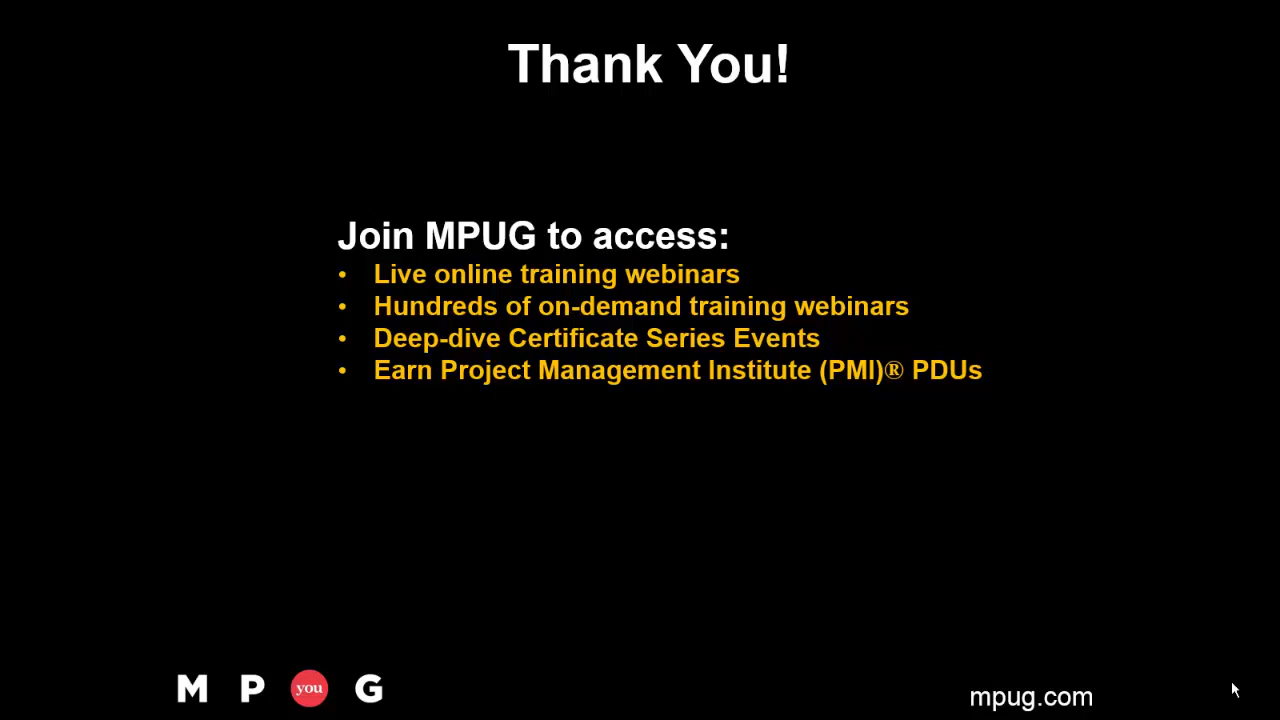 Thank You!
Join MPUG to access:
• Live online training webinars
• Hundreds of on-demand training webinars
• Deep-dive Certificate Series Events
• Earn Project Management Institute (PMI)® PDUs
M P you G
mpug.com